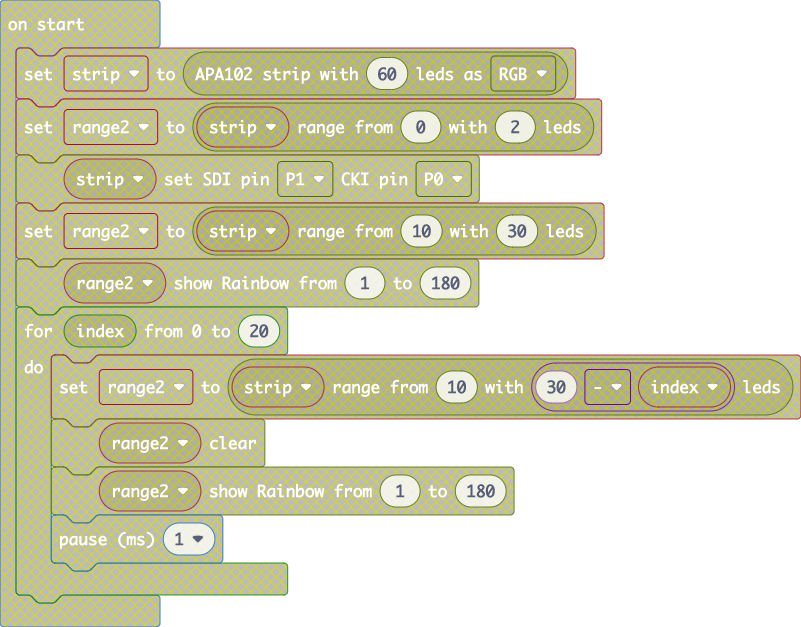 on start
set strip to APA102 strip with 60 leds as RGB
set range2 to strip range from 0 with 2 leds
strip set SDI pin P1 CKI pin P0
set range2 to strip range from 10 with 30 leds
range2 show Rainbow from 1 to 180
for index from 0 to 20
do
set range2 to strip range from 10 with 30 - index leds
range2 clear
range2 show Rainbow from 1 to 180
pause (ms) 1